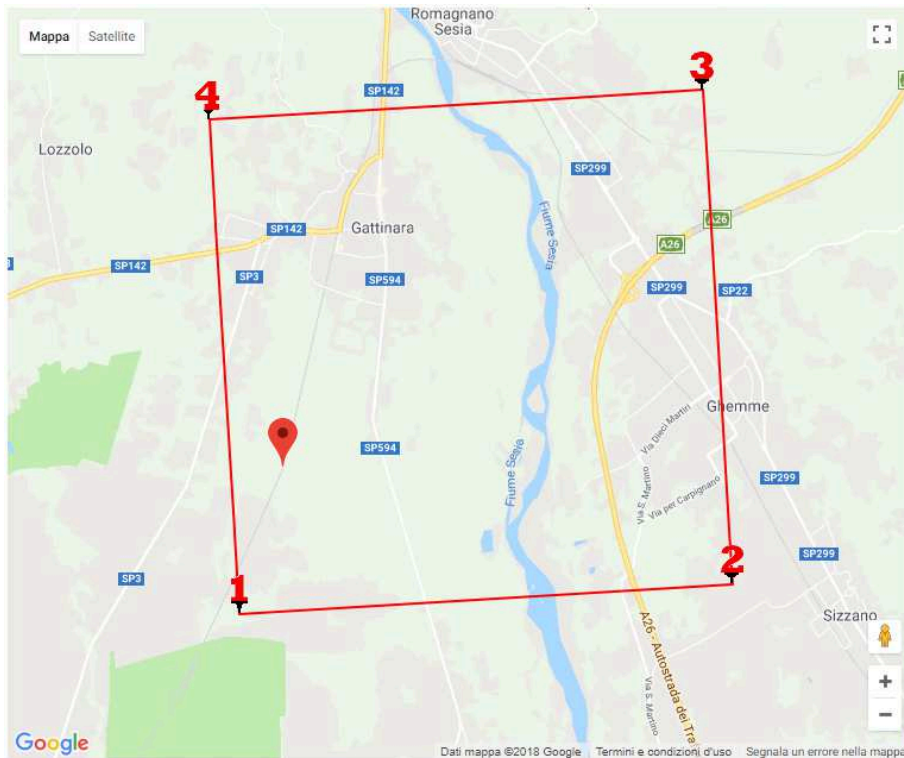 Mappa
Satellite
Romagnano
Sesia
3
4
SP142
Lozzolo
SP299
Fiume Sesia
A26
SP142
Gattinara
A26
SP142
SP3
SP594
SP299
SP22
Ghemme
Via Dieci Martiri
SP594
Fiume Sesia
Via S. Martino
Via per Carpignano
SP299
2
SP299
SP3
1
Sizzano
A26 - Autostrada dei Tra
Via S. Martino
+
−
Google
Dati mappa ©2018 Google
Termini e condizioni d'uso
Segnala un errore nella mappa